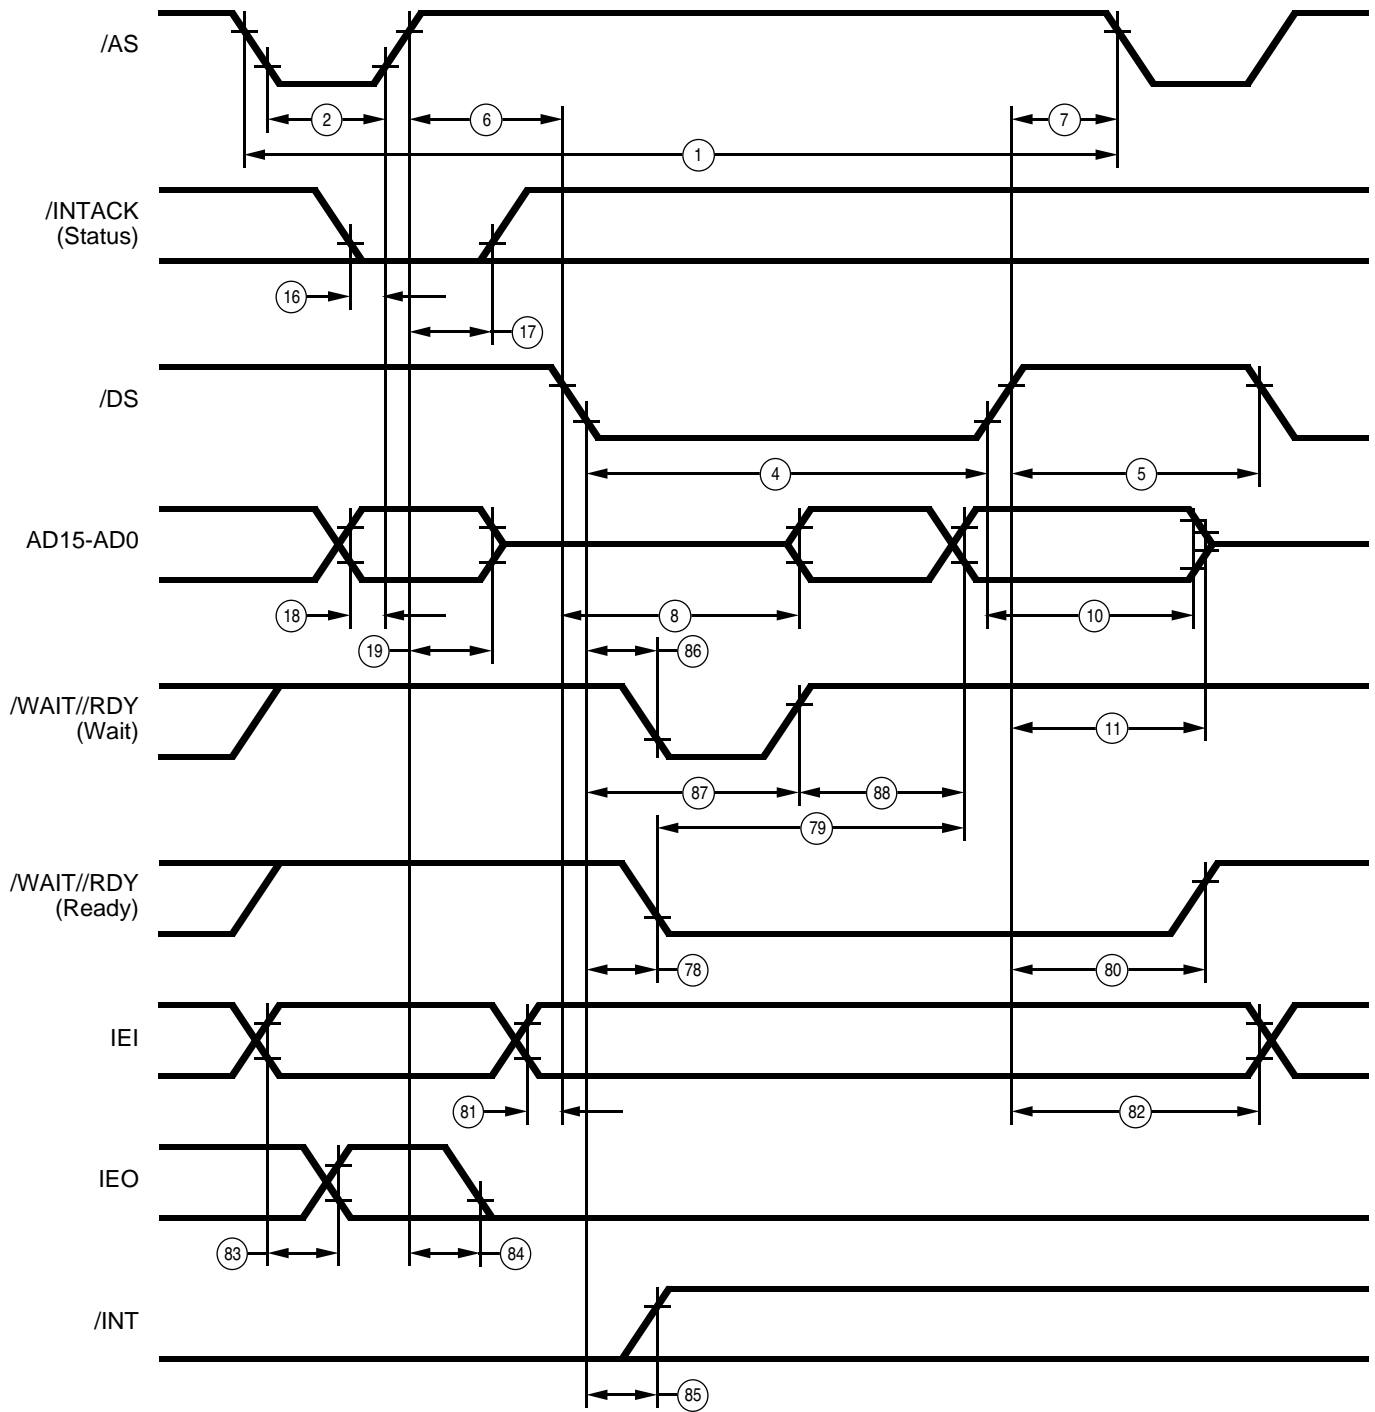 /AS
2
6
7
1
/INTACK
(Status)
16
17
/DS
4
5
AD15-AD0
18
8
10
19
86
/WAIT//RDY
(Wait)
11
87
88
79
/WAIT//RDY
(Ready)
78
80
IEI
81
82
IEO
83
84
/INT
85